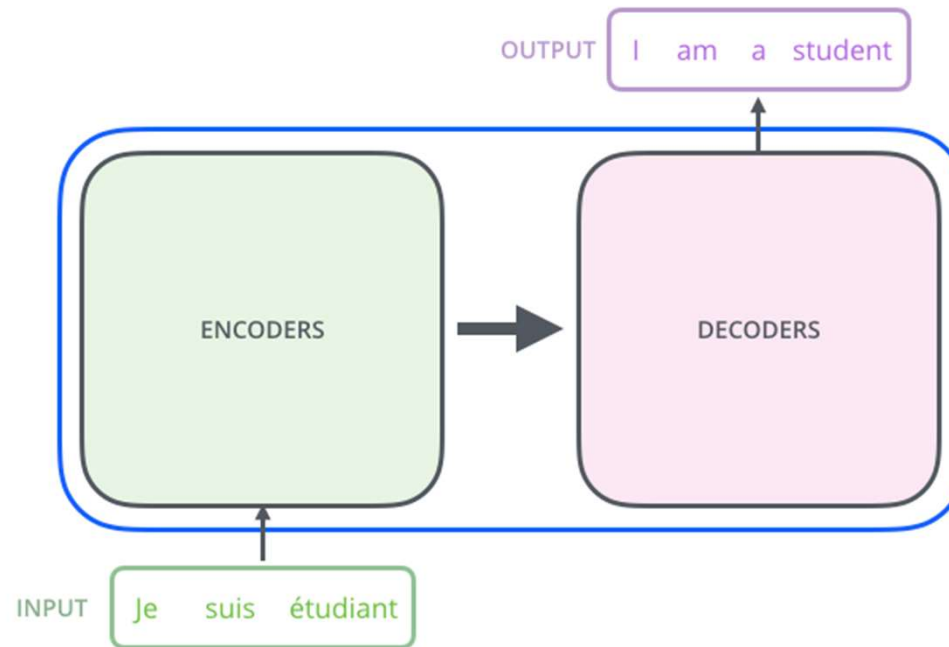 OUTPUT I am a student
ENCODERS DECODERS
INPUT Je suis étudiant